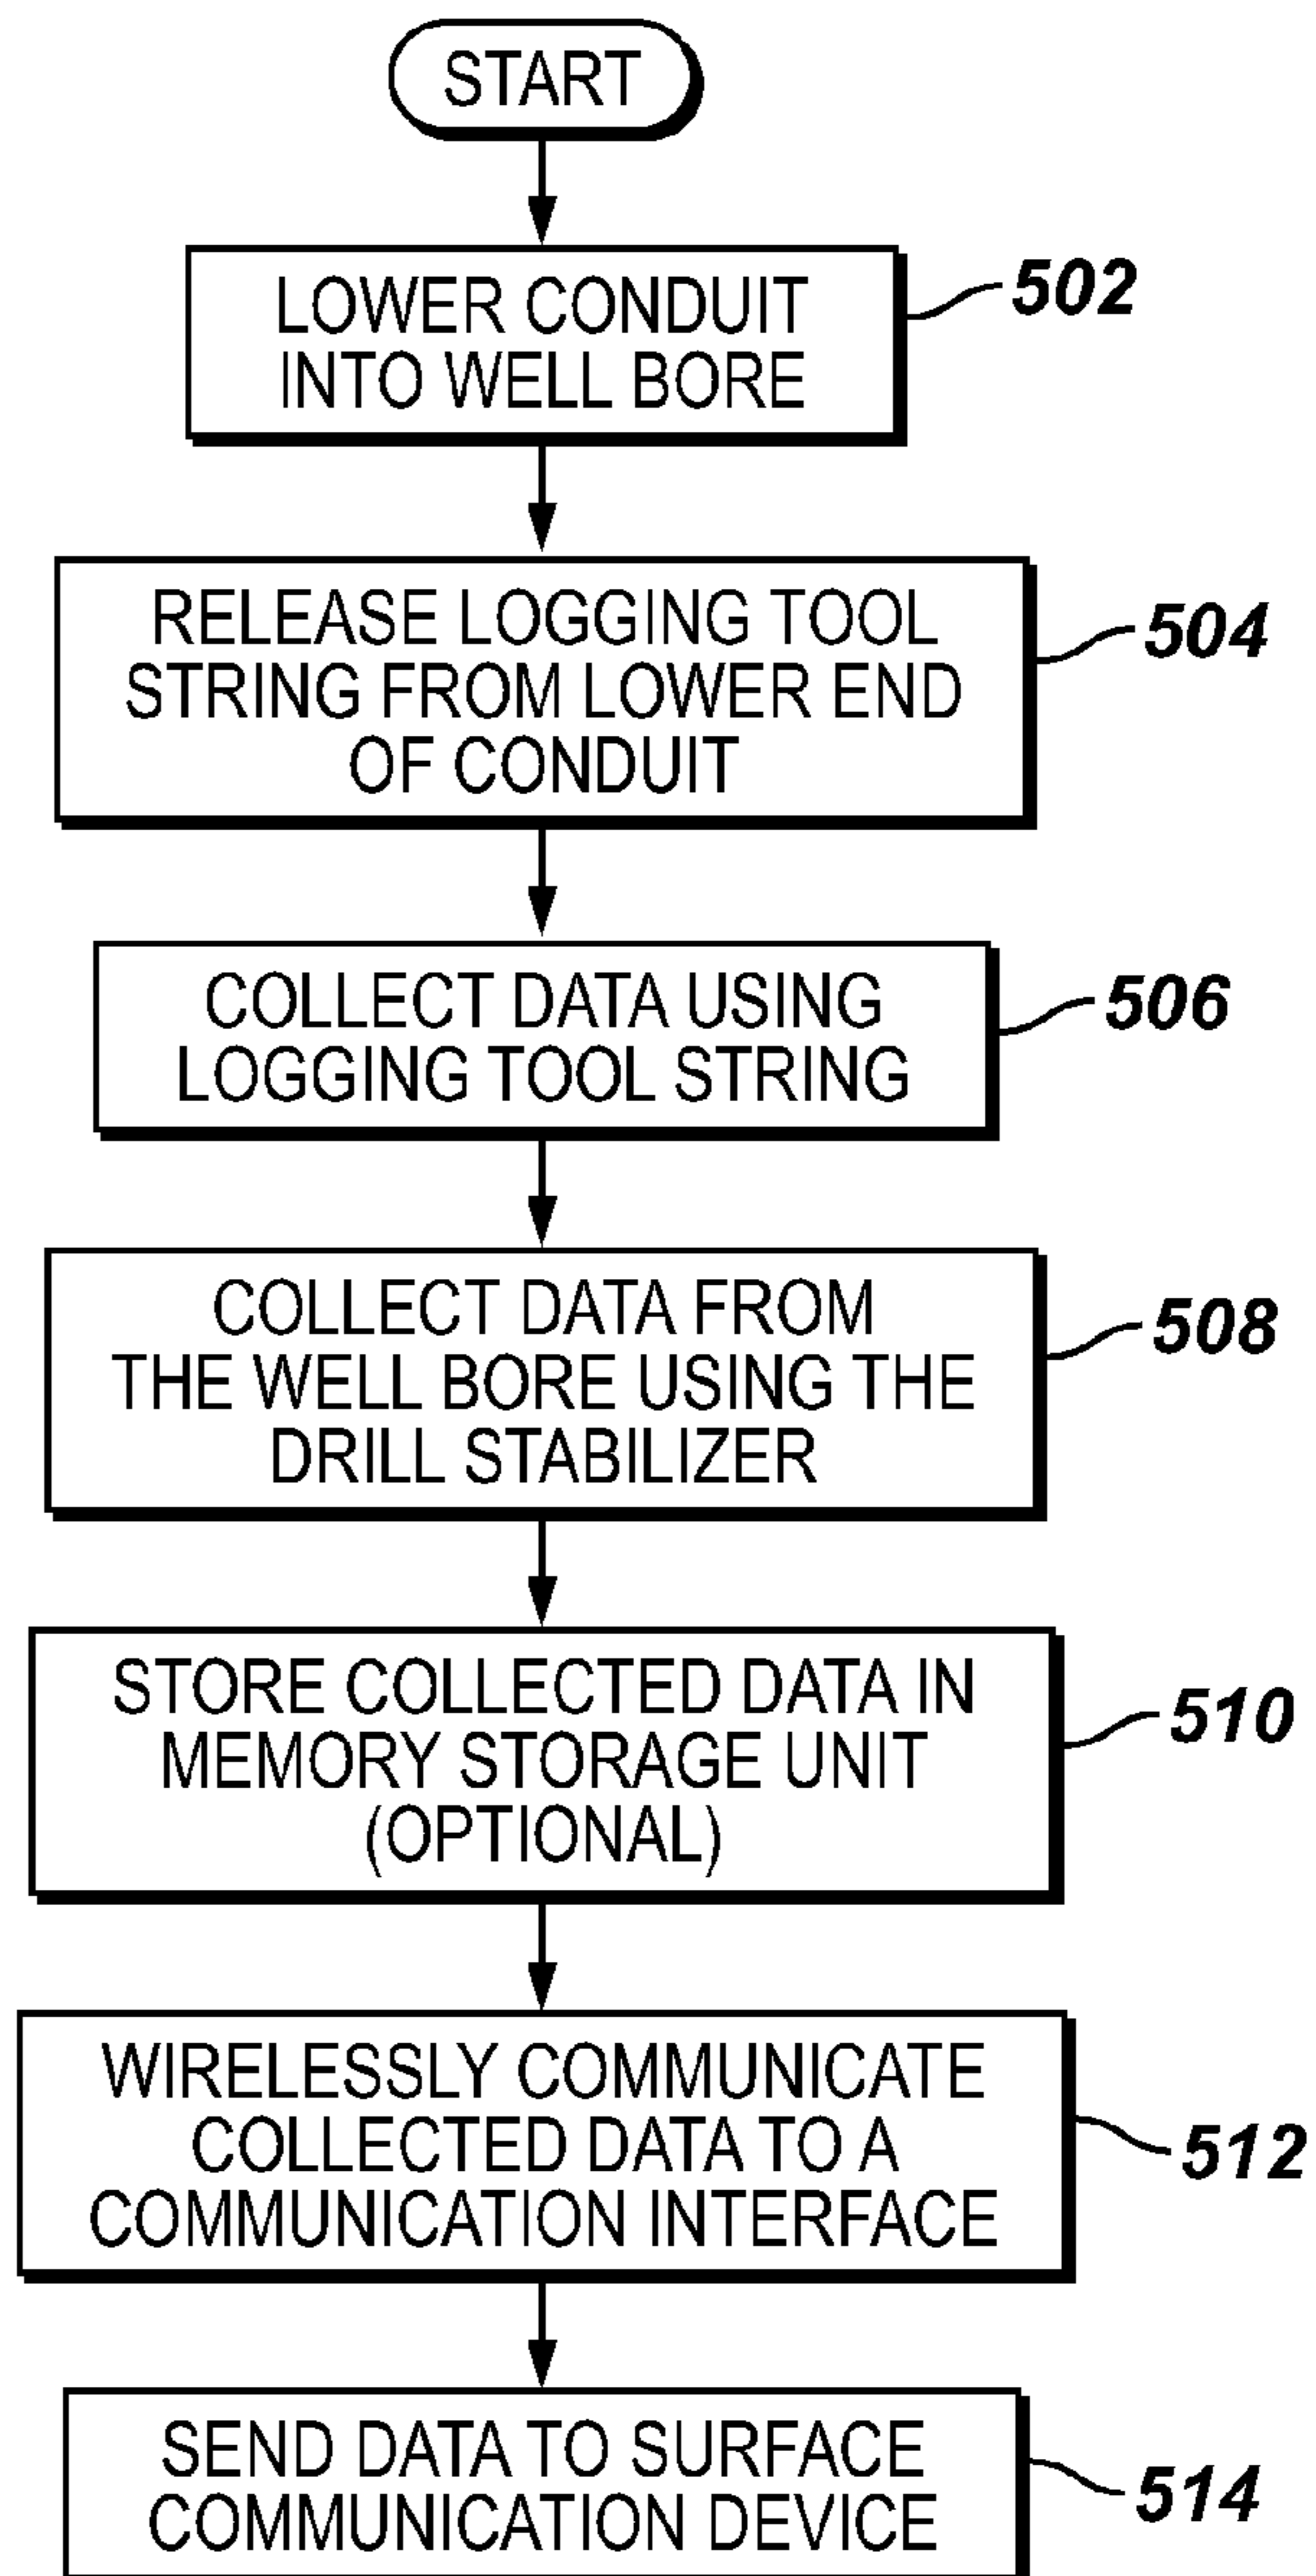 START
LOWER CONDUIT
INTO WELL BORE
502
RELEASE LOGGING TOOL
STRING FROM LOWER END
OF CONDUIT
504
COLLECT DATA USING
LOGGING TOOL STRING
506
COLLECT DATA FROM
THE WELL BORE USING THE
DRILL STABILIZER
508
STORE COLLECTED DATA IN
MEMORY STORAGE UNIT
(OPTIONAL)
510
WIRELESSLY COMMUNICATE
COLLECTED DATA TO A
COMMUNICATION INTERFACE
512
SEND DATA TO SURFACE
COMMUNICATION DEVICE
514